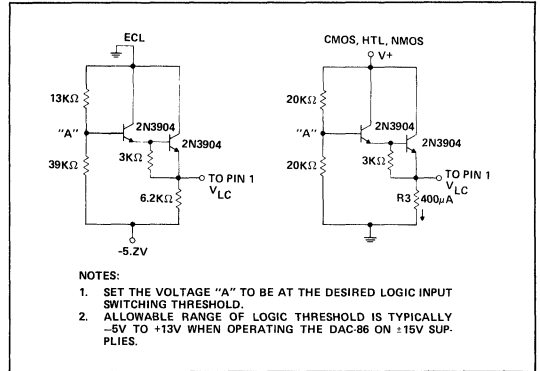 ECL
CMOS, HTL, NMOS
V+
13KΩ
20KΩ
"A"
2N3904
2N3904
"A"
2N3904
2N3904
39KΩ
3KΩ
20KΩ
3KΩ
TO PIN 1
VLC
TO PIN 1
VLC
6.2KΩ
R3
400μA
-5.ZV
NOTES:
1. SET THE VOLTAGE "A" TO BE AT THE DESIRED LOGIC INPUT
SWITCHING THRESHOLD.
2. ALLOWABLE RANGE OF LOGIC THRESHOLD IS TYPICALLY
–5V TO +13V WHEN OPERATING THE DAC-86 ON ±15V SUP-
PLIES.